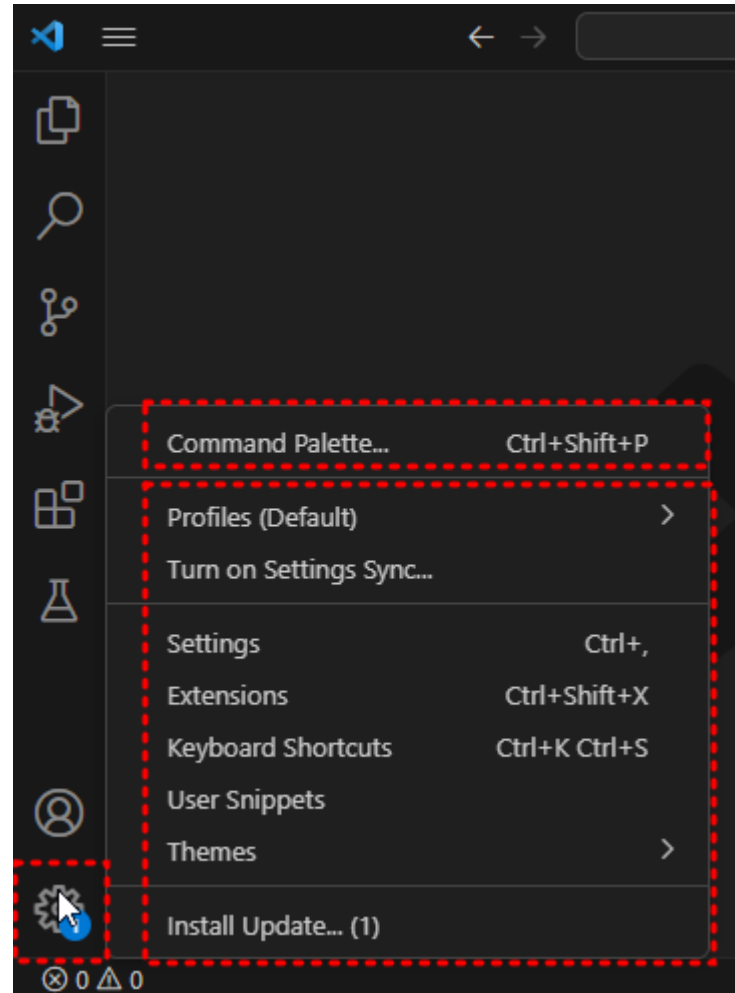 Command Palette... Ctrl+Shift+P
Profiles (Default)
Turn on Settings Sync...
Settings Ctrl+,
Extensions Ctrl+Shift+X
Keyboard Shortcuts Ctrl+K Ctrl+S
User Snippets
Themes
Install Update... (1)
0 0